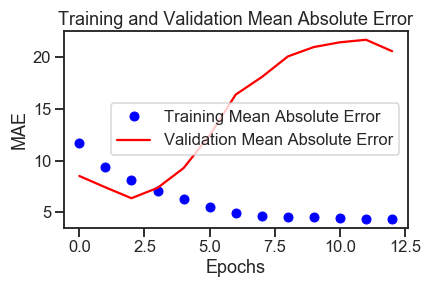 Training and Validation Mean Absolute Error
20
15
10
5
MAE
Training Mean Absolute Error
Validation Mean Absolute Error
0.0 2.5 5.0 7.5 10.0 12.5
Epochs